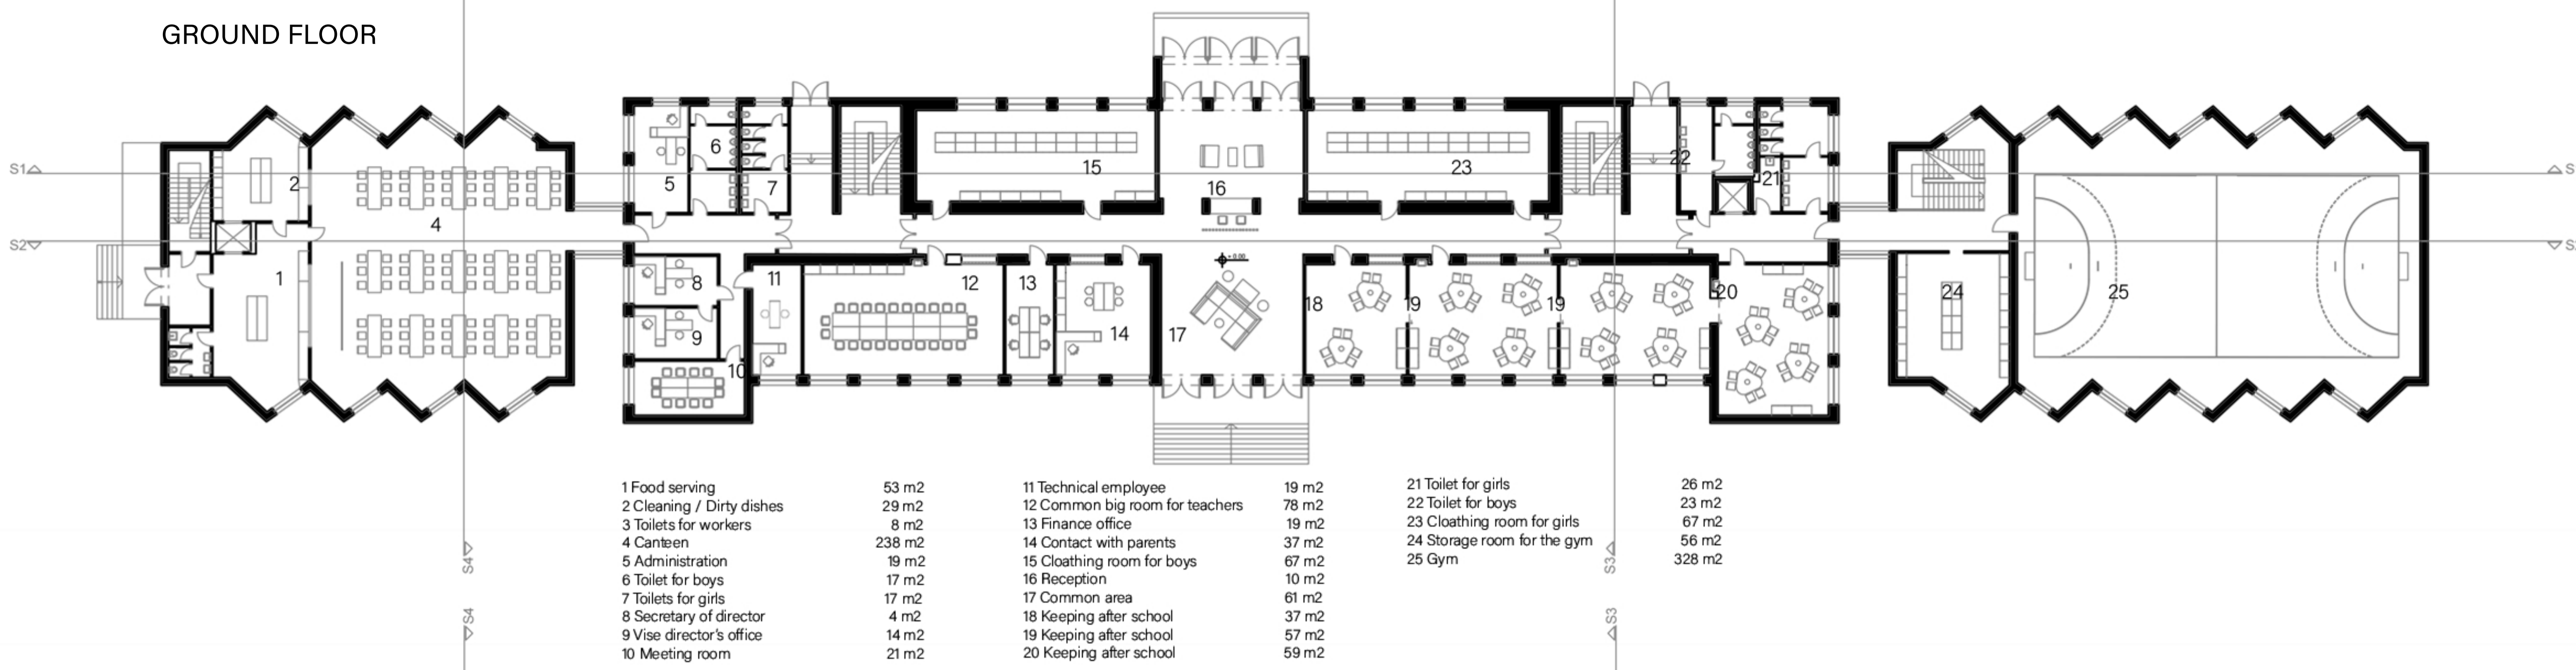 GROUND FLOOR
S1
S
S2
S
1
2
4
5
6
7
8
9
10
11
12
13
14
15
16
+ 0.00
17
18
19
19
20
21
22
23
24
25
S4
S4
S3
S3
1 Food serving 53 m2
2 Cleaning / Dirty dishes 29 m2
3 Toilets for workers 8 m2
4 Canteen 238 m2
5 Administration 19 m2
6 Toilet for boys 17 m2
7 Toilets for girls 17 m2
8 Secretary of director 4 m2
9 Vise director's office 14 m2
10 Meeting room 21 m2
11 Technical employee 19 m2
12 Common big room for teachers 78 m2
13 Finance office 19 m2
14 Contact with parents 37 m2
15 Cloathing room for boys 67 m2
16 Reception 10 m2
17 Common area 61 m2
18 Keeping after school 37 m2
19 Keeping after school 57 m2
20 Keeping after school 59 m2
21 Toilet for girls 26 m2
22 Toilet for boys 23 m2
23 Cloathing room for girls 67 m2
24 Storage room for the gym 56 m2
25 Gym 328 m2